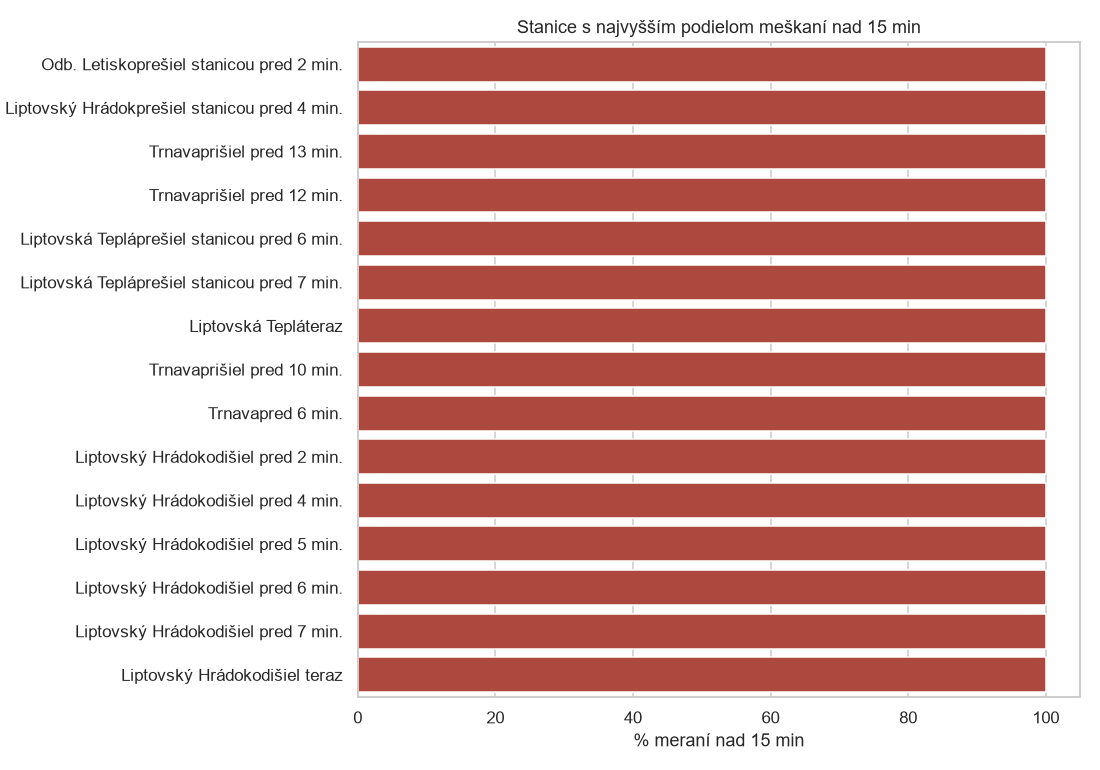 Stanice s najvyšším podielom meškaní nad 15 min
Odb. Letiskoprešiel stanicou pred 2 min.
Liptovský Hrádokprešiel stanicou pred 4 min.
Trnavaprišiel pred 13 min.
Trnavaprišiel pred 12 min.
Liptovská Tepláprešiel stanicou pred 6 min.
Liptovská Tepláprešiel stanicou pred 7 min.
Liptovská Tepláteraz
Trnavaprišiel pred 10 min.
Trnavapred 6 min.
Liptovský Hrádokodišiel pred 2 min.
Liptovský Hrádokodišiel pred 4 min.
Liptovský Hrádokodišiel pred 5 min.
Liptovský Hrádokodišiel pred 6 min.
Liptovský Hrádokodišiel pred 7 min.
Liptovský Hrádokodišiel teraz
0 20 40 60 80 100
% meraní nad 15 min